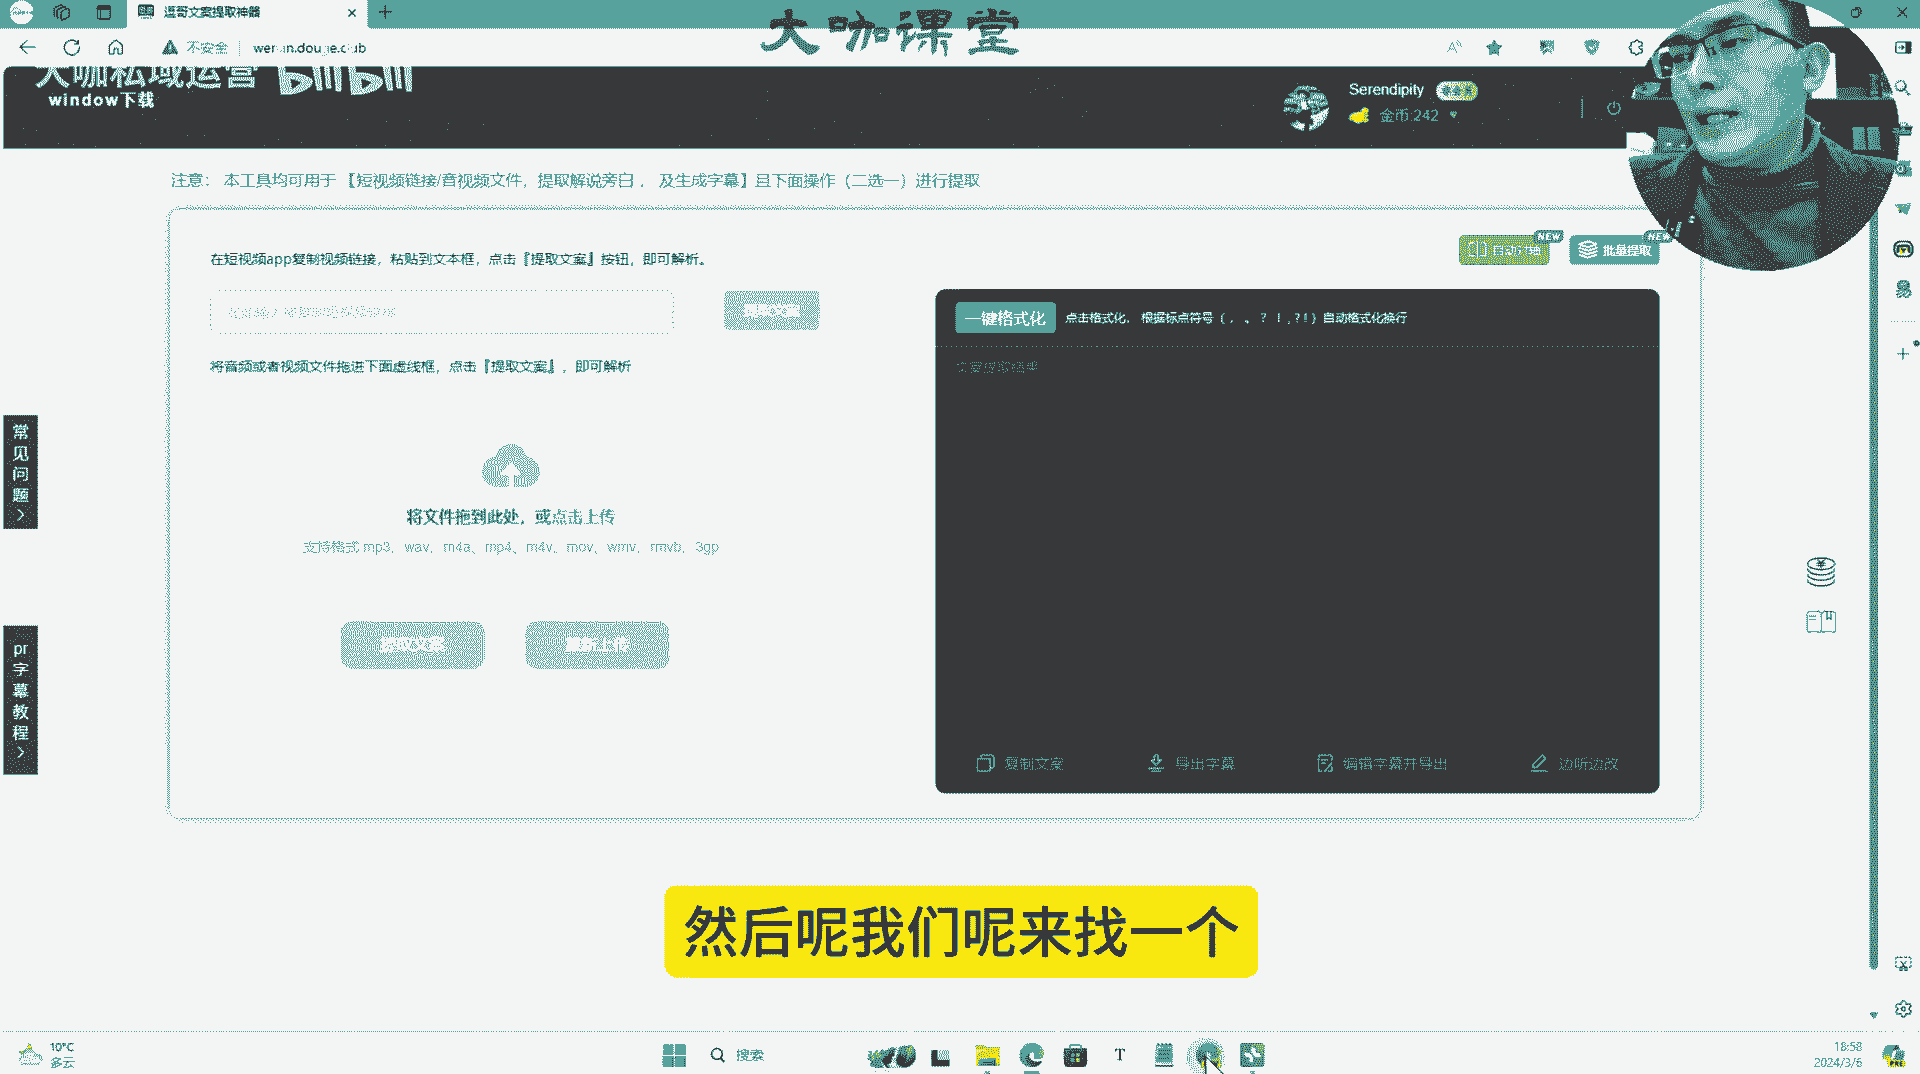 逗哥文案提取神器
大咖课堂
不安全
大咖私域运营 bilibili
window下载
Serendipity
金币:242
注意： 本工具均可用于 【短视频链接/音视频文件，提取解说旁白 ， 及生成字幕】且下面操作（二选一）进行提取
在短视频app复制视频链接，粘贴到文本框，点击『提取文案』按钮，即可解析。
NEW
批量提取
NEW
提取文案
一键格式化
点击格式化， 根据标点符号（ ， 。 ？ ！ , ? ! ）自动格式化换行
将音频或者视频文件拖进下面虚线框，点击『提取文案』，即可解析
文案提取结果
常见问题
将文件拖到此处，或点击上传
支持格式 mp3、wav、m4a、mp4、m4v、mov、wmv、rmvb、3gp
提取文案
重新上传
pr字幕教程
复制文案
导出字幕
编辑字幕并导出
边听边改
然后呢我们呢来找一个
10°C
多云
搜索
18:58
2024/3/6